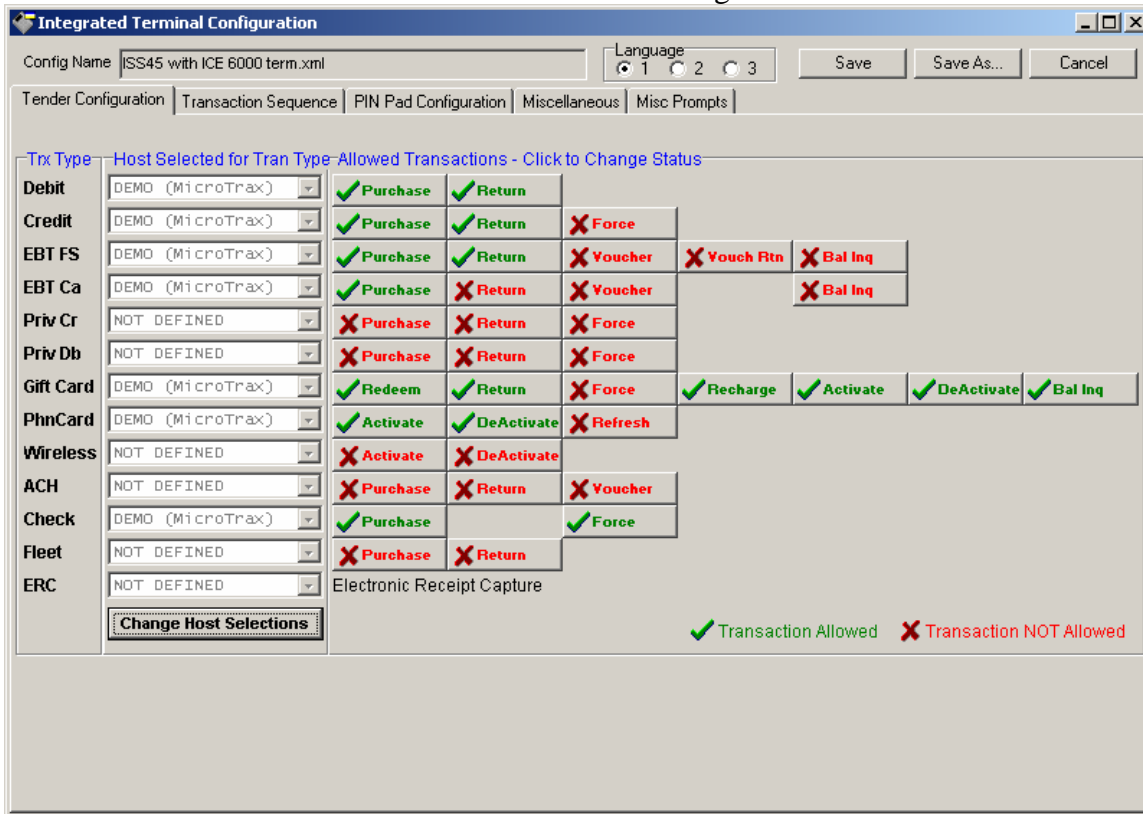 Integrated Terminal Configuration
Config Name ISS45 with ICE 6000 term.xml Language 1 2 3 Save Save As... Cancel
Tender Configuration Transaction Sequence PIN Pad Configuration Miscellaneous Misc Prompts
Trx Type Host Selected for Tran Type Allowed Transactions - Click to Change Status
Debit DEMO (MicroTrax) Purchase Return
Credit DEMO (MicroTrax) Purchase Return Force
EBT FS DEMO (MicroTrax) Purchase Return Voucher Vouch Rtn Bal Inq
EBT Ca DEMO (MicroTrax) Purchase Return Voucher Bal Inq
Priv Cr NOT DEFINED Purchase Return Force
Priv Db NOT DEFINED Purchase Return Force
Gift Card DEMO (MicroTrax) Redeem Return Force Recharge Activate DeActivate Bal Inq
PhnCard DEMO (MicroTrax) Activate DeActivate Refresh
Wireless NOT DEFINED Activate DeActivate
ACH NOT DEFINED Purchase Return Voucher
Check DEMO (MicroTrax) Purchase Force
Fleet NOT DEFINED Purchase Return
ERC NOT DEFINED Electronic Receipt Capture
Change Host Selections Transaction Allowed Transaction NOT Allowed